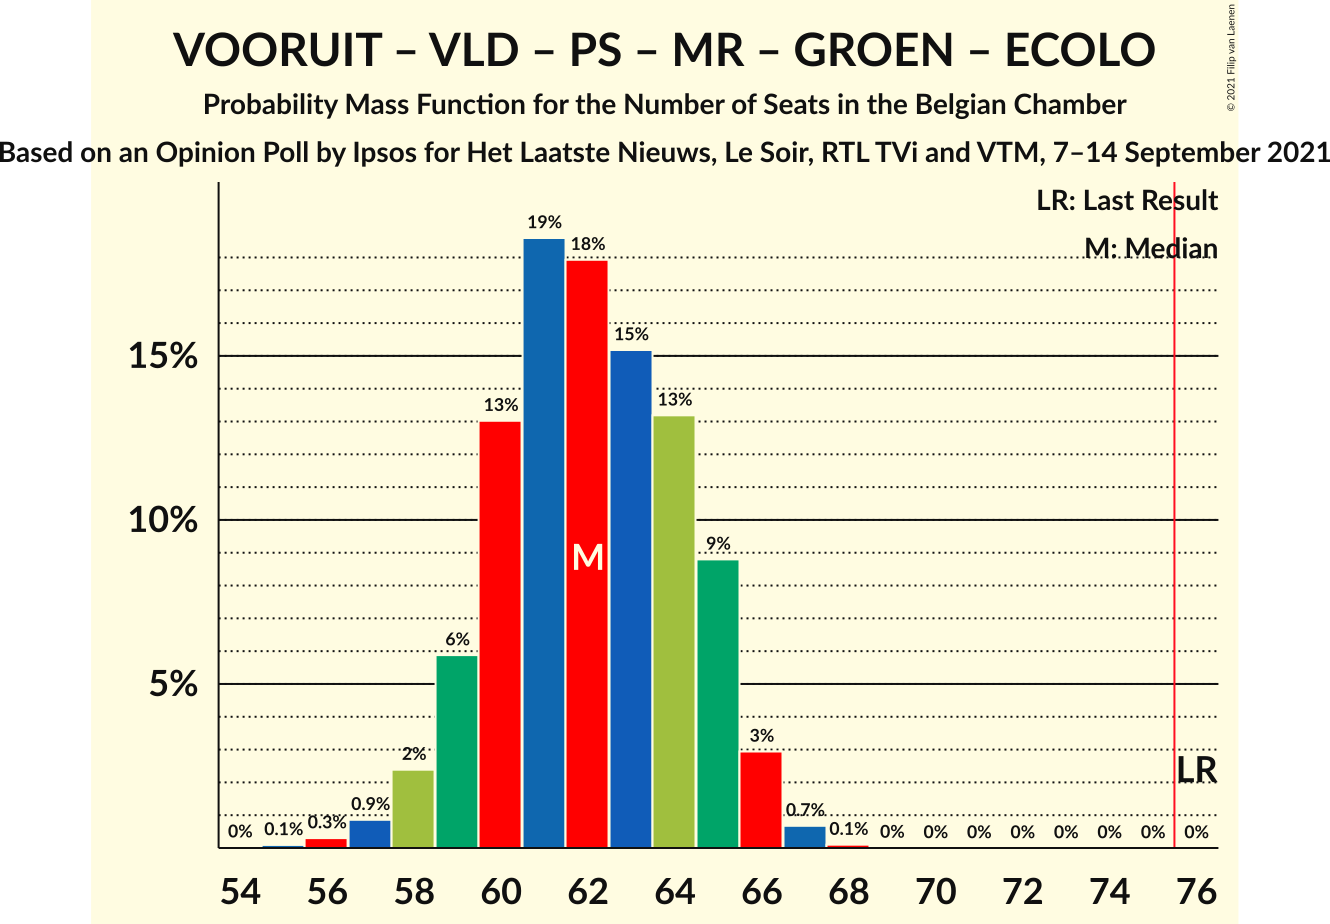 VOORUIT – VLD – PS – MR – GROEN – ECOLO
Probability Mass Function for the Number of Seats in the Belgian Chamber
Based on an Opinion Poll by Ipsos for Het Laatste Nieuws, Le Soir, RTL TVi and VTM, 7–14 September 2021
© 2021 Filip van Laenen
LR: Last Result
M: Median
19%
18%
15%
15%
13%
13%
10%
9%
M
6%
5%
3%
2%
LR
0.9%
0.7%
0% 0.1% 0.3% 0.1% 0% 0% 0% 0% 0% 0% 0% 0%
54 56 58 60 62 64 66 68 70 72 74 76